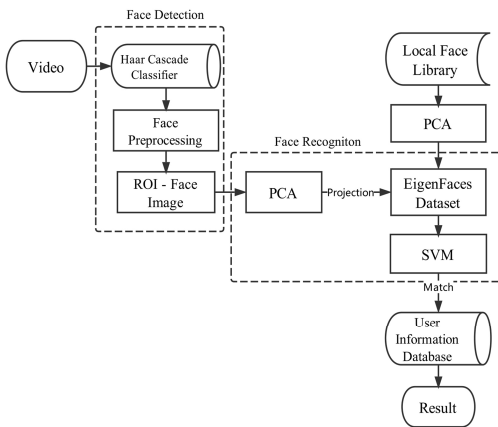 Face Detection
Video
Haar Cascade
Classifier
Face
Preprocessing
ROI - Face
Image
Local Face
Library
PCA
Face Recogniton
PCA
Projection
EigenFaces
Dataset
SVM
Match
User
Information
Database
Result